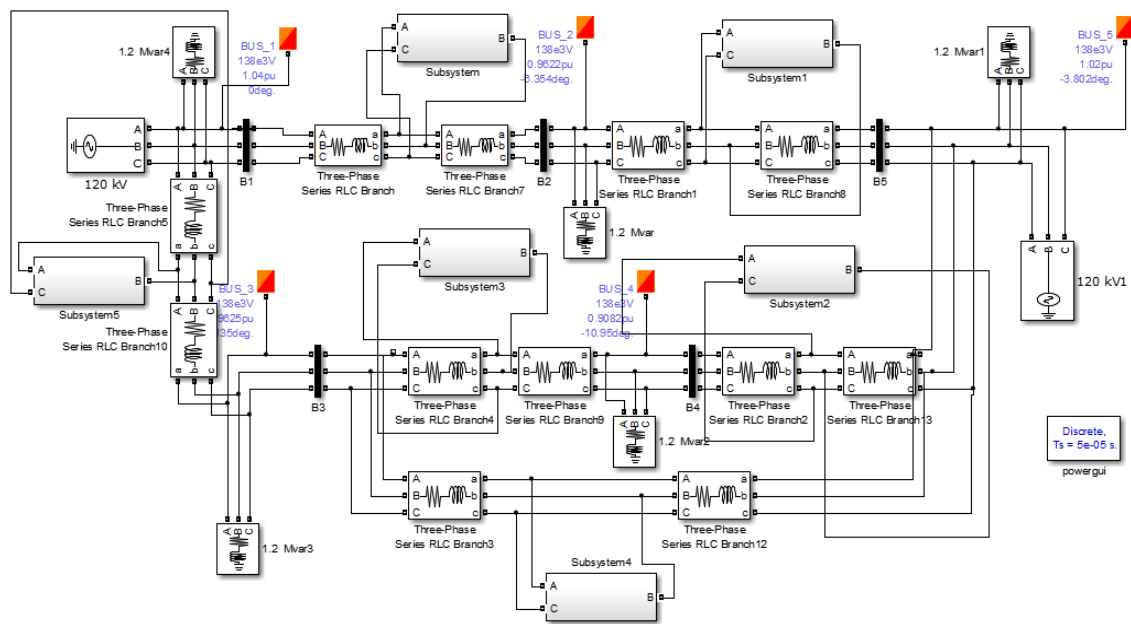 1.2 Mvar4
A B C
BUS_1
138e3V
1.04pu
0deg.
A
C
B
Subsystem
BUS_2
138e3V
0.9622pu
-6.354deg.
A
C
B
Subsystem1
1.2 Mvar1
A B C
BUS_5
138e3V
1.02pu
-3.802deg.
A
B
C
120 kV
B1
A
B
C
a
b
c
Three-Phase
Series RLC Branch
A
B
C
a
b
c
Three-Phase
Series RLC Branch7
B2
A
B
C
a
b
c
Three-Phase
Series RLC Branch1
A
B
C
a
b
c
Three-Phase
Series RLC Branch8
B5
A B C
Three-Phase
Series RLC Branch5
a b c
A B C
1.2 Mvar
A
C
B
Subsystem3
A
C
B
Subsystem2
A B C
120 kV1
A
C
B
Subsystem5
BUS_3
138e3V
9625pu
35deg.
BUS_4
138e3V
0.9082pu
-10.95deg.
A B C
Three-Phase
Series RLC Branch10
a b c
B3
A
B
C
a
b
c
Three-Phase
Series RLC Branch4
A
B
C
a
b
c
Three-Phase
Series RLC Branch9
A B C
1.2 Mvar2
B4
A
B
C
a
b
c
Three-Phase
Series RLC Branch2
A
B
C
a
b
c
Three-Phase
Series RLC Branch13
Discrete,
Ts = 5e-05 s.
powergui
A
B
C
a
b
c
Three-Phase
Series RLC Branch3
A
B
C
a
b
c
Three-Phase
Series RLC Branch12
A B C
1.2 Mvar3
Subsystem4
A
C
B